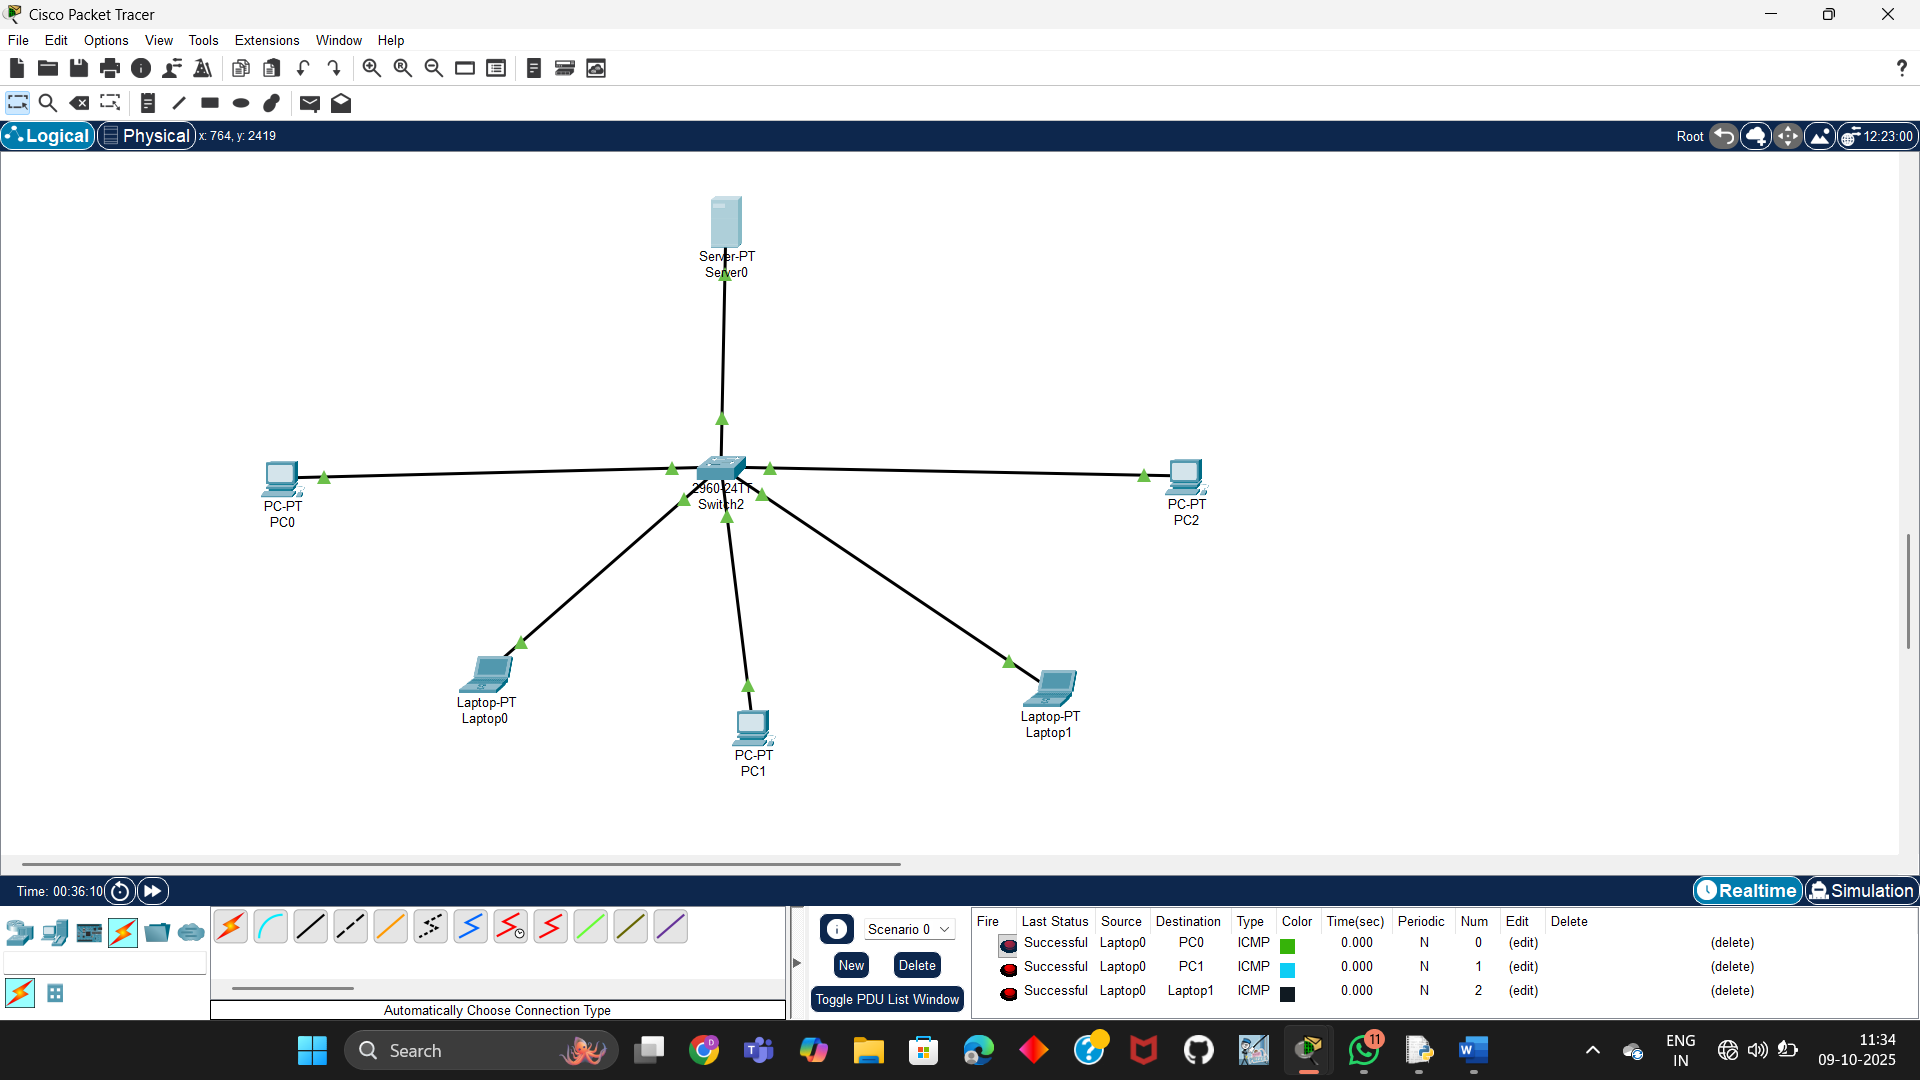 Cisco Packet Tracer
File Edit Options View Tools Extensions Window Help
?
Logical Physical x: 764, y: 2419 Root 12:23:00
Server-PT
Server0
2960-24TT
Switch2
PC-PT
PC0
PC-PT
PC2
Laptop-PT
Laptop0
Laptop-PT
Laptop1
PC-PT
PC1
Time: 00:36:10 Realtime Simulation
Automatically Choose Connection Type
Scenario 0
New Delete
Toggle PDU List Window
Fire Last Status Source Destination Type Color Time(sec) Periodic Num Edit Delete
Successful Laptop0 PC0 ICMP 0.000 N 0 (edit) (delete)
Successful Laptop0 PC1 ICMP 0.000 N 1 (edit) (delete)
Successful Laptop0 Laptop1 ICMP 0.000 N 2 (edit) (delete)
Search
11
ENG
IN
11:34
09-10-2025